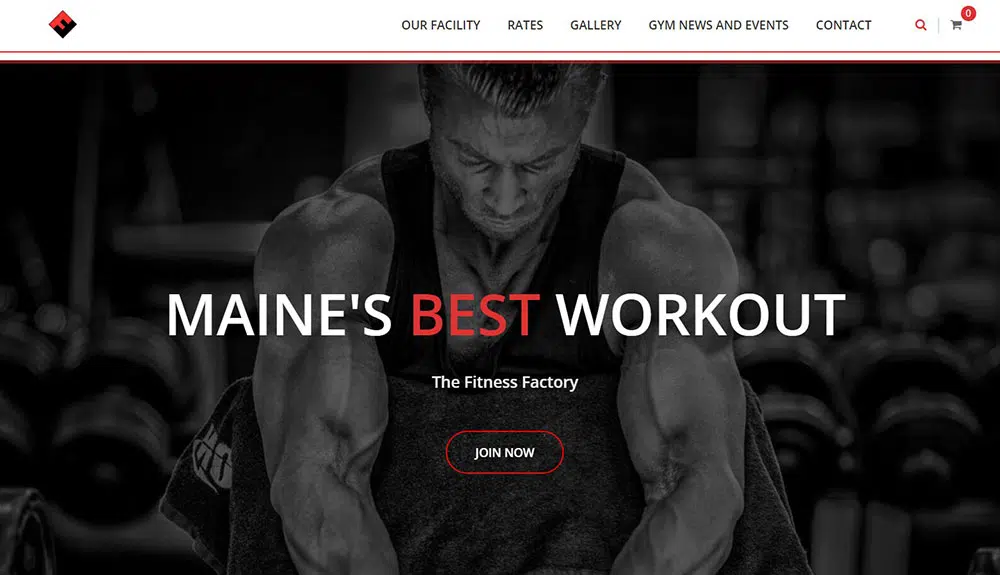 OUR FACILITY RATES GALLERY GYM NEWS AND EVENTS CONTACT 0
MAINE'S BEST WORKOUT
The Fitness Factory
JOIN NOW